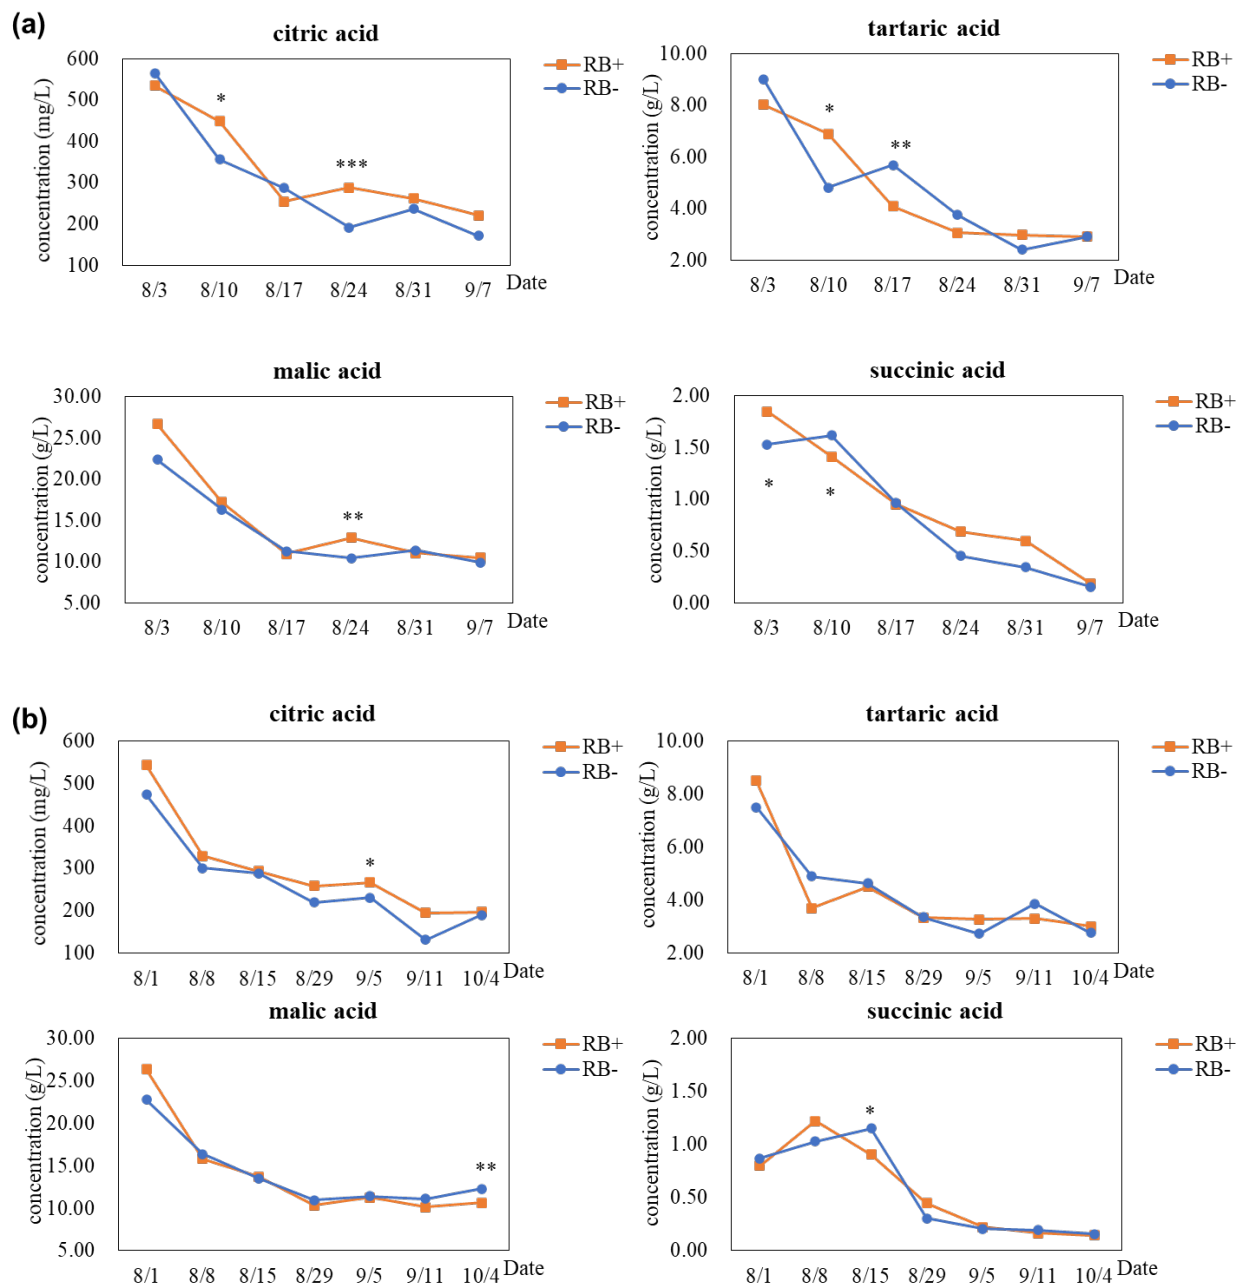 (a)
citric acid
concentration (mg/L)
600
500
400
300
200
100
* ***
8/3 8/10 8/17 8/24 8/31 9/7 Date
RB+
RB-
tartaric acid
concentration (g/L)
10.00
8.00
6.00
4.00
2.00
* **
8/3 8/10 8/17 8/24 8/31 9/7 Date
RB+
RB-
malic acid
concentration (g/L)
30.00
25.00
20.00
15.00
10.00
5.00
**
8/3 8/10 8/17 8/24 8/31 9/7 Date
RB+
RB-
succinic acid
concentration (g/L)
2.00
1.50
1.00
0.50
0.00
* *
8/3 8/10 8/17 8/24 8/31 9/7 Date
RB+
RB-
(b)
citric acid
concentration (mg/L)
600
500
400
300
200
100
*
8/1 8/8 8/15 8/29 9/5 9/11 10/4 Date
RB+
RB-
tartaric acid
concentration (g/L)
10.00
8.00
6.00
4.00
2.00
8/1 8/8 8/15 8/29 9/5 9/11 10/4 Date
RB+
RB-
malic acid
concentration (g/L)
30.00
25.00
20.00
15.00
10.00
5.00
**
8/1 8/8 8/15 8/29 9/5 9/11 10/4 Date
RB+
RB-
succinic acid
concentration (g/L)
2.00
1.50
1.00
0.50
0.00
*
8/1 8/8 8/15 8/29 9/5 9/11 10/4 Date
RB+
RB-